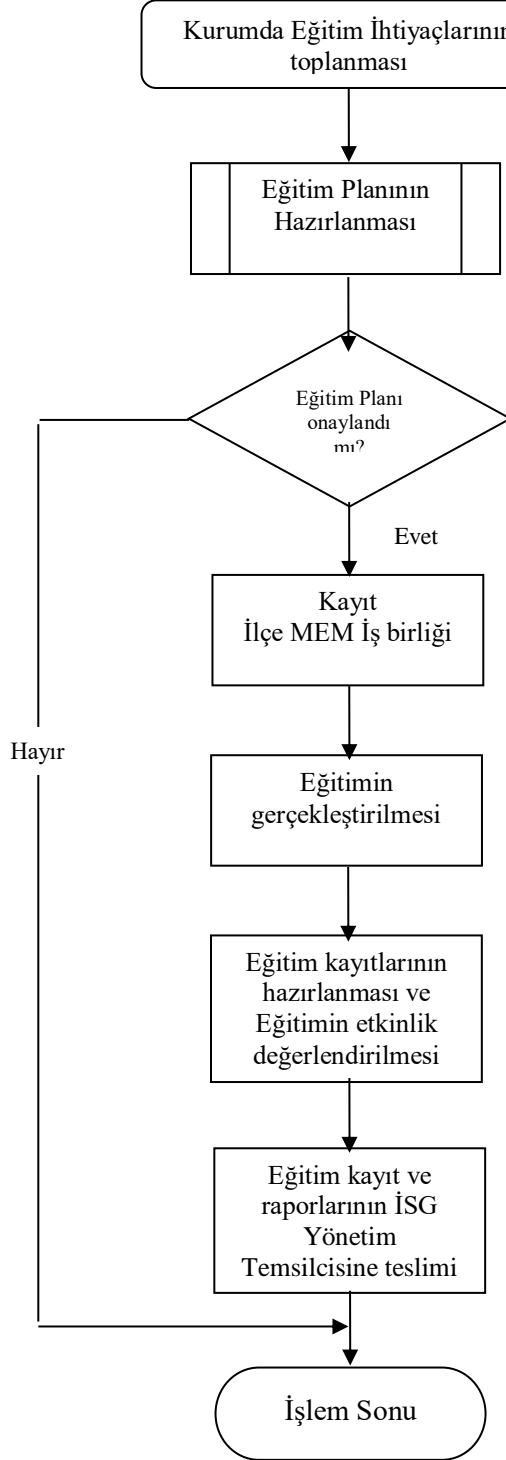 Kurumda Eğitim İhtiyaçlarının
toplanması
Eğitim Planının
Hazırlanması
Eğitim Planı
onaylandı
mı?
Evet
Kayıt
İlçe MEM İş birliği
Hayır
Eğitimin
gerçekleştirilmesi
Eğitim kayıtlarının
hazırlanması ve
Eğitimin etkinlik
değerlendirilmesi
Eğitim kayıt ve
raporlarının İSG
Yönetim
Temsilcisine teslimi
İşlem Sonu